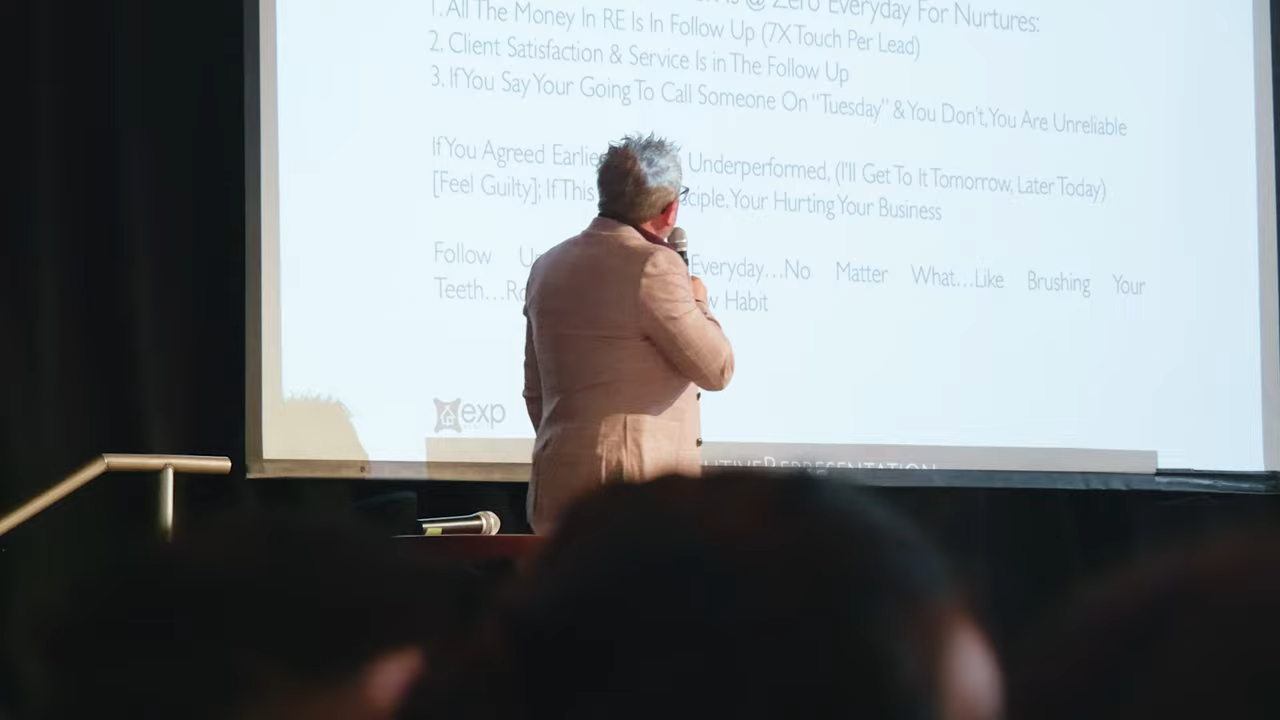 @ Zero Everyday For Nurtures:
1. All The Money In RE Is In Follow Up (7X Touch Per Lead)
2. Client Satisfaction & Service Is in The Follow Up
3. If You Say Your Going To Call Someone On "Tuesday" & You Don't, You Are Unreliable
If You Agreed Underperformed, (I'll Get To It Tomorrow, Later Today)
[Feel Guilty]; If This Your Hurting Your Business
Follow Everyday...No Matter What...Like Brushing Your
Teeth... Habit
exp